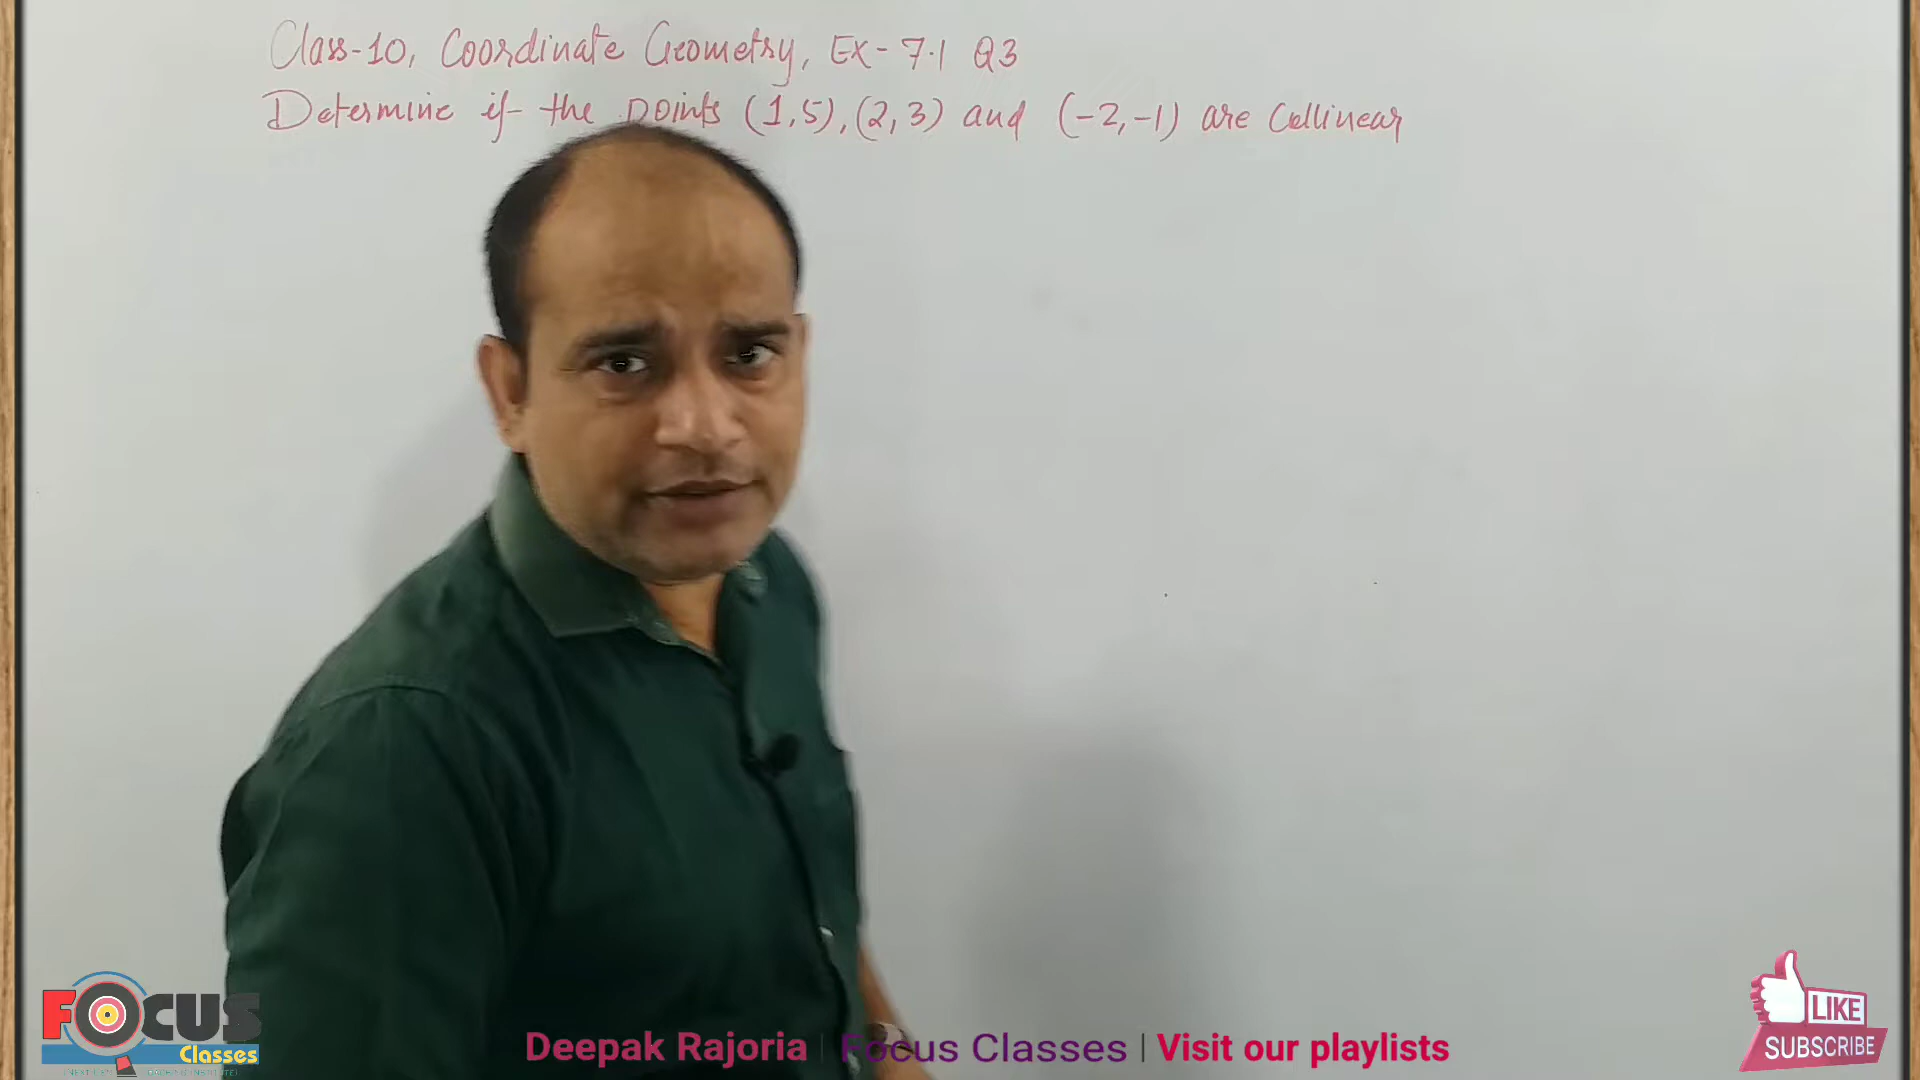 Class-10, Coordinate Geometry, Ex- 7.1 Q3
Determine if the points (1,5), (2,3) and (-2,-1) are Collinear
FOCUS
Classes
Deepak Rajoria | Focus Classes | Visit our playlists
LIKE
SUBSCRIBE